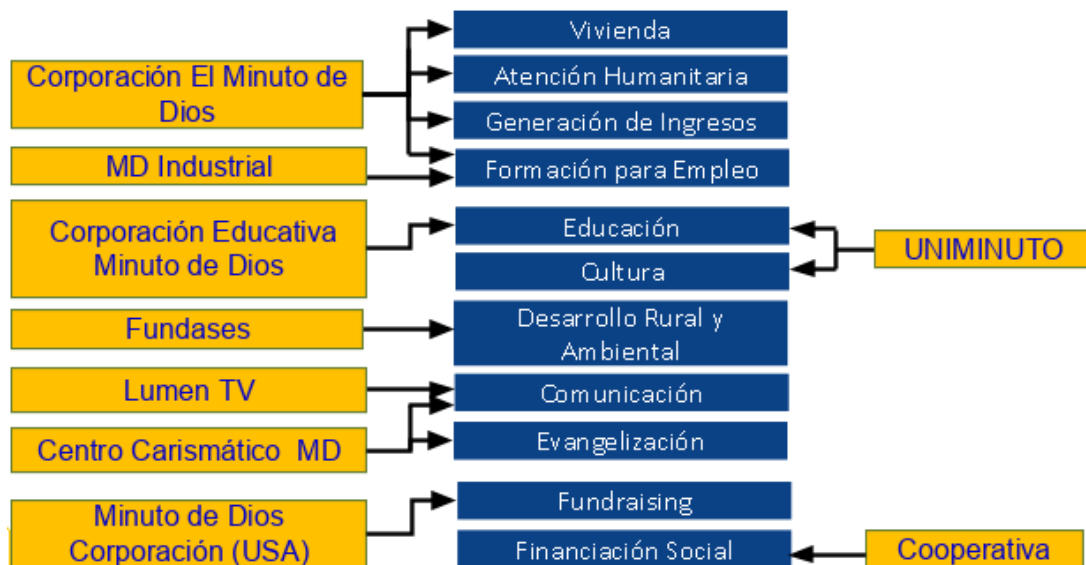 Corporación El Minuto de
Dios
MD Industrial
Corporación Educativa
Minuto de Dios
Fundases
Lumen TV
Centro Carismático MD
Minuto de Dios
Corporación (USA)
Vivienda
Atención Humanitaria
Generación de Ingresos
Formación para Empleo
Educación
Cultura
Desarrollo Rural y
Ambiental
Comunicación
Evangelización
Fundraising
Financiación Social
UNIMINUTO
Cooperativa